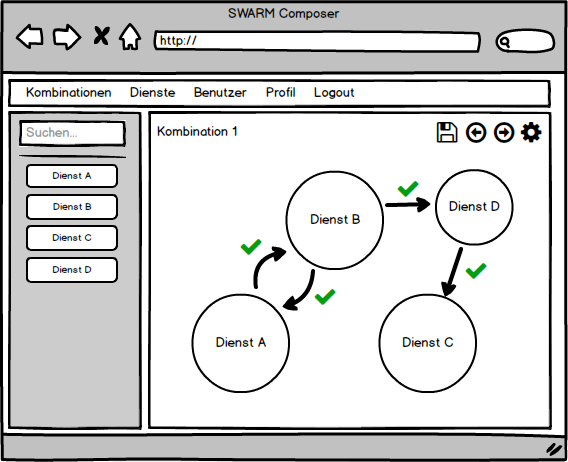 SWARM Composer
http://
Kombinationen Dienste Benutzer Profil Logout
Suchen...
Dienst A
Dienst B
Dienst C
Dienst D
Kombination 1
Dienst B
Dienst D
Dienst A
Dienst C